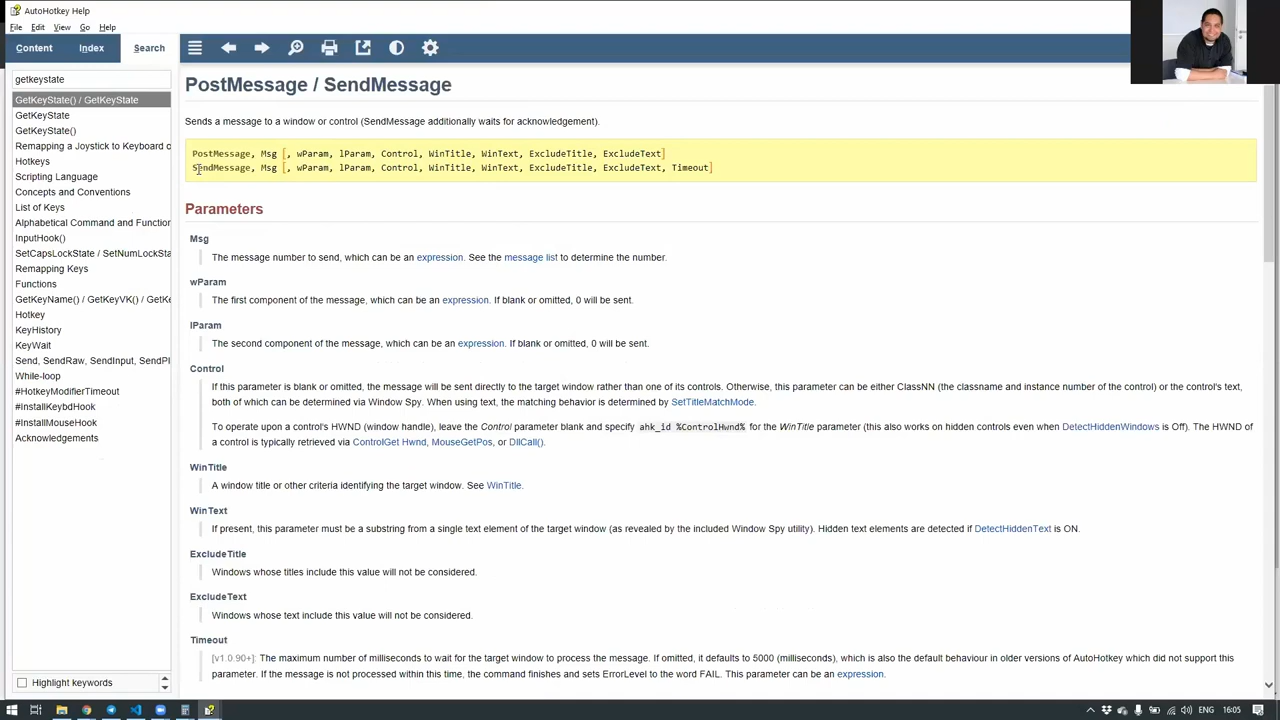 AutoHotkey Help
File Edit View Go Help
Content Index Search
getkeystate
GetKeyState() / GetKeyState
GetKeyState
GetKeyState()
Remapping a Joystick to Keyboard o
Hotkeys
Scripting Language
Concepts and Conventions
List of Keys
Alphabetical Command and Function
InputHook()
SetCapsLockState / SetNumLockSta
Remapping Keys
Functions
GetKeyName() / GetKeyVK() / GetKe
Hotkey
KeyHistory
KeyWait
Send, SendRaw, SendInput, SendPl
While-loop
#HotkeyModifierTimeout
#InstallKeybdHook
#InstallMouseHook
Acknowledgements
Highlight keywords
PostMessage / SendMessage
Sends a message to a window or control (SendMessage additionally waits for acknowledgement).
PostMessage, Msg [, wParam, lParam, Control, WinTitle, WinText, ExcludeTitle, ExcludeText]
SendMessage, Msg [, wParam, lParam, Control, WinTitle, WinText, ExcludeTitle, ExcludeText, Timeout]
Parameters
Msg
The message number to send, which can be an expression. See the message list to determine the number.
wParam
The first component of the message, which can be an expression. If blank or omitted, 0 will be sent.
lParam
The second component of the message, which can be an expression. If blank or omitted, 0 will be sent.
Control
If this parameter is blank or omitted, the message will be sent directly to the target window rather than one of its controls. Otherwise, this parameter can be either ClassNN (the classname and instance number of the control) or the control's text,
both of which can be determined via Window Spy. When using text, the matching behavior is determined by SetTitleMatchMode.
To operate upon a control's HWND (window handle), leave the Control parameter blank and specify ahk_id %ControlHwnd% for the WinTitle parameter (this also works on hidden controls even when DetectHiddenWindows is Off). The HWND of
a control is typically retrieved via ControlGet Hwnd, MouseGetPos, or DllCall().
WinTitle
A window title or other criteria identifying the target window. See WinTitle.
WinText
If present, this parameter must be a substring from a single text element of the target window (as revealed by the included Window Spy utility). Hidden text elements are detected if DetectHiddenText is ON.
ExcludeTitle
Windows whose titles include this value will not be considered.
ExcludeText
Windows whose text include this value will not be considered.
Timeout
[v1.0.90+]: The maximum number of milliseconds to wait for the target window to process the message. If omitted, it defaults to 5000 (milliseconds), which is also the default behaviour in older versions of AutoHotkey which did not support this
parameter. If the message is not processed within this time, the command finishes and sets ErrorLevel to the word FAIL. This parameter can be an expression.
ENG 16:05